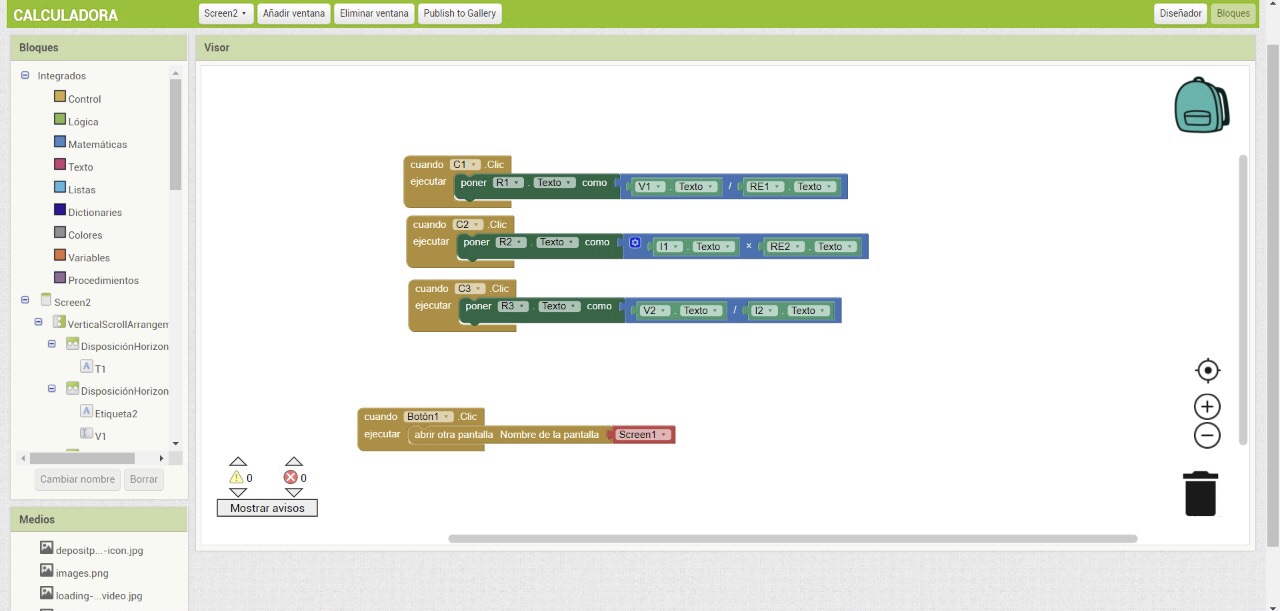 CALCULADORA Screen2 Añadir ventana Eliminar ventana Publish to Gallery Diseñador Bloques
Bloques
Integrados
Control
Lógica
Matemáticas
Texto
Listas
Dictionaries
Colores
Variables
Procedimientos
Screen2
VerticalScrollArrangem
DisposiciónHorizon
T1
DisposiciónHorizon
Etiqueta2
V1
Cambiar nombre Borrar
Medios
depositp...-icon.jpg
images.png
loading-...video.jpg
Visor
cuando C1 .Clic
ejecutar poner R1 . Texto como V1 . Texto / RE1 . Texto
cuando C2 .Clic
ejecutar poner R2 . Texto como I1 . Texto × RE2 . Texto
cuando C3 .Clic
ejecutar poner R3 . Texto como V2 . Texto / I2 . Texto
cuando Botón1 .Clic
ejecutar abrir otra pantalla Nombre de la pantalla Screen1
0 0
Mostrar avisos